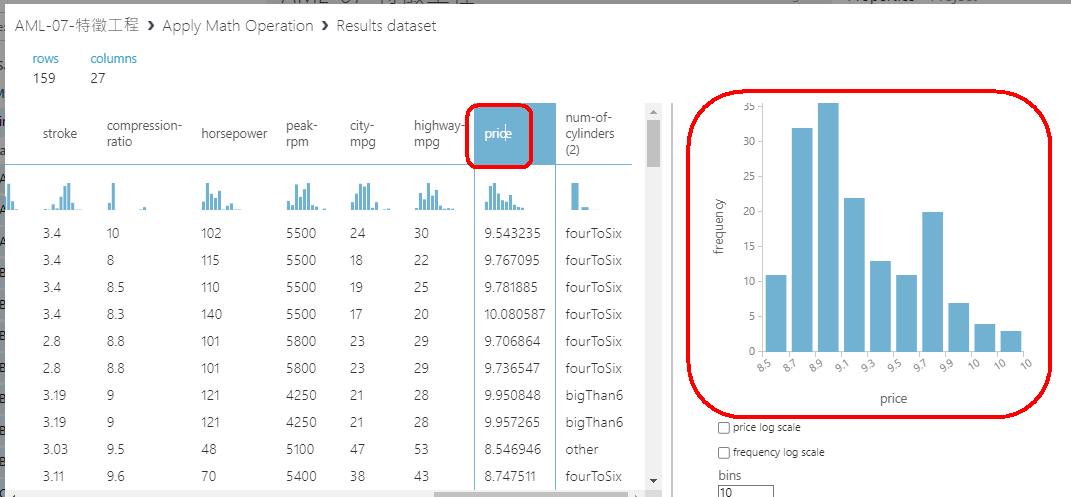 AML-07-特徵工程 › Apply Math Operation › Results dataset
rows columns
159 27
stroke compression-ratio horsepower peak-rpm city-mpg highway-mpg price num-of-cylinders (2)
3.4 10 102 5500 24 30 9.543235 fourToSix
3.4 8 115 5500 18 22 9.767095 fourToSix
3.4 8.5 110 5500 19 25 9.781885 fourToSix
3.4 8.3 140 5500 17 20 10.080587 fourToSix
2.8 8.8 101 5800 23 29 9.706864 fourToSix
2.8 8.8 101 5800 23 29 9.736547 fourToSix
3.19 9 121 4250 21 28 9.950848 bigThan6
3.19 9 121 4250 21 28 9.957265 bigThan6
3.03 9.5 48 5100 47 53 8.546946 other
3.11 9.6 70 5400 38 43 8.747511 fourToSix
frequency
35
30
25
20
15
10
5
0
8.5 8.7 8.9 9.1 9.3 9.5 9.7 9.9 10 10 10
price
price log scale
frequency log scale
bins
10